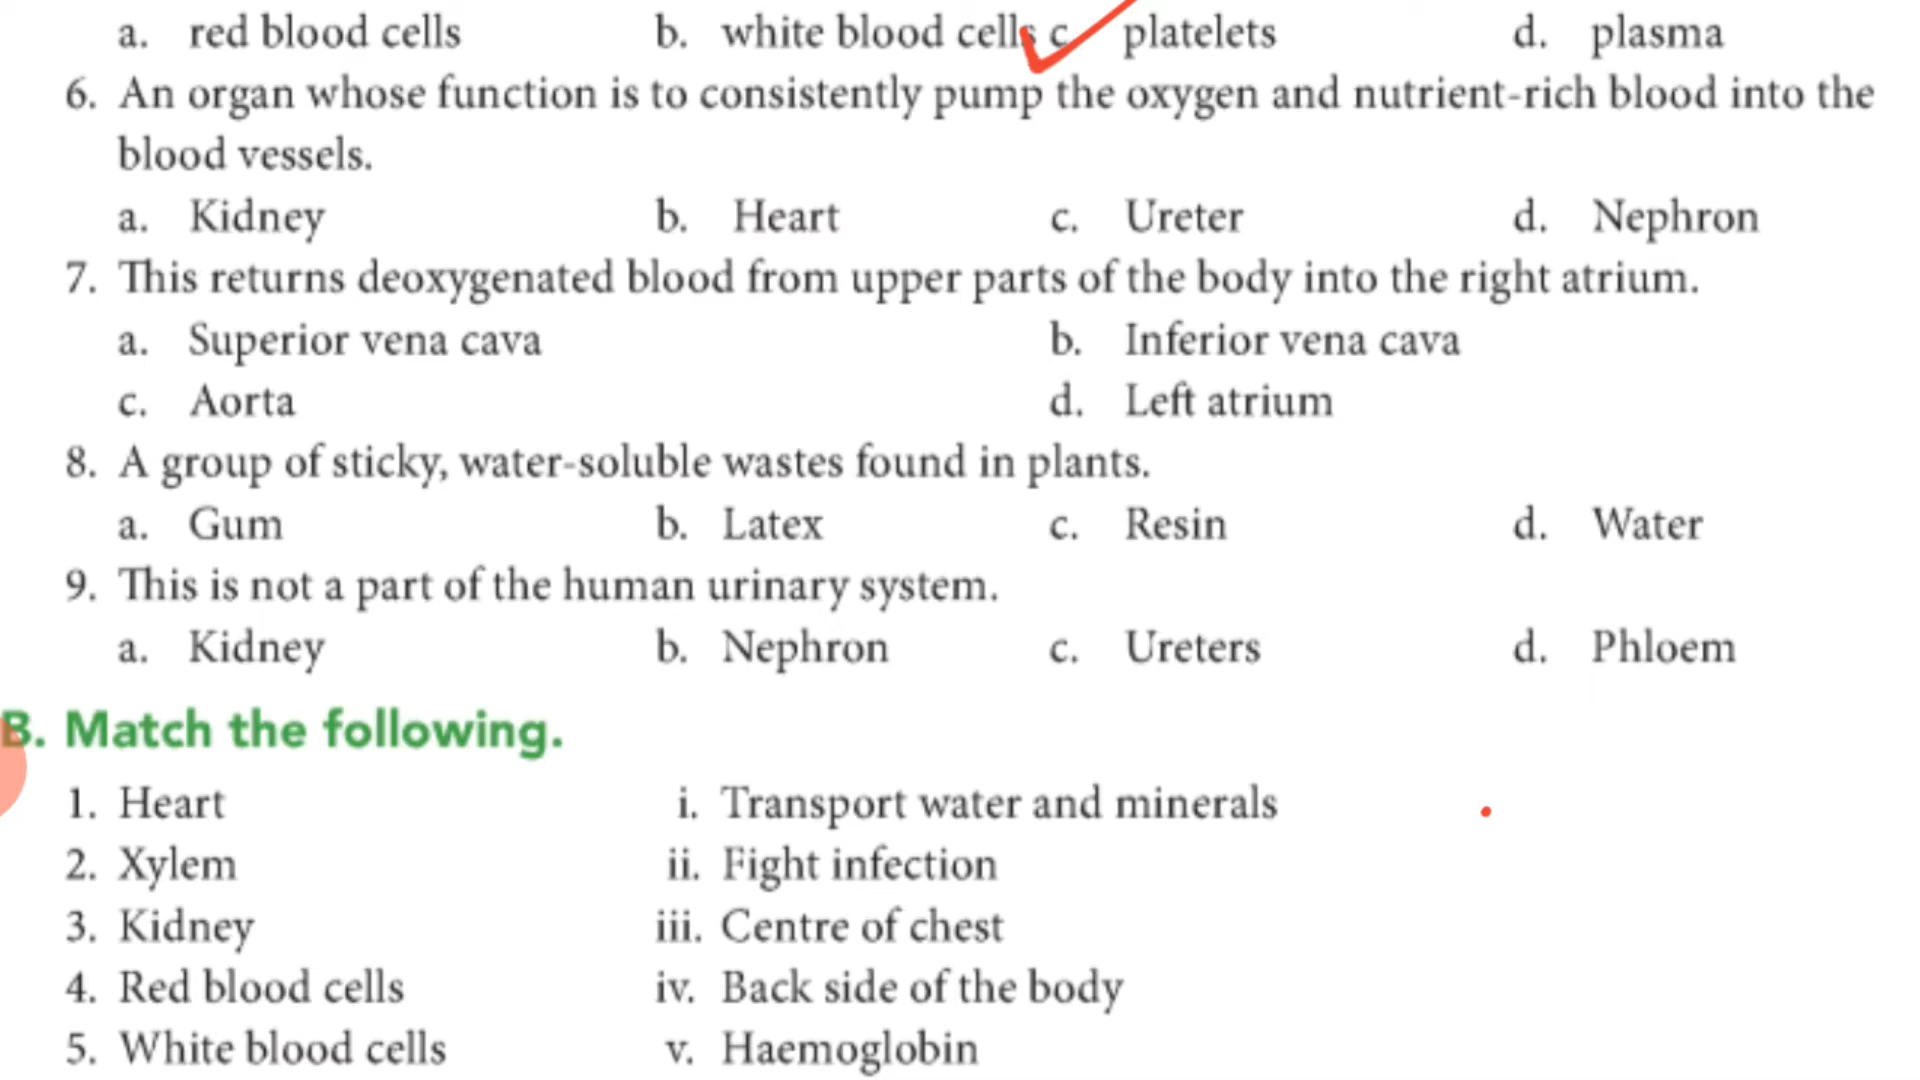 a. red blood cells b. white blood cells c. platelets d. plasma
6. An organ whose function is to consistently pump the oxygen and nutrient-rich blood into the
blood vessels.
a. Kidney b. Heart c. Ureter d. Nephron
7. This returns deoxygenated blood from upper parts of the body into the right atrium.
a. Superior vena cava b. Inferior vena cava
c. Aorta d. Left atrium
8. A group of sticky, water-soluble wastes found in plants.
a. Gum b. Latex c. Resin d. Water
9. This is not a part of the human urinary system.
a. Kidney b. Nephron c. Ureters d. Phloem
B. Match the following.
1. Heart i. Transport water and minerals
2. Xylem ii. Fight infection
3. Kidney iii. Centre of chest
4. Red blood cells iv. Back side of the body
5. White blood cells v. Haemoglobin